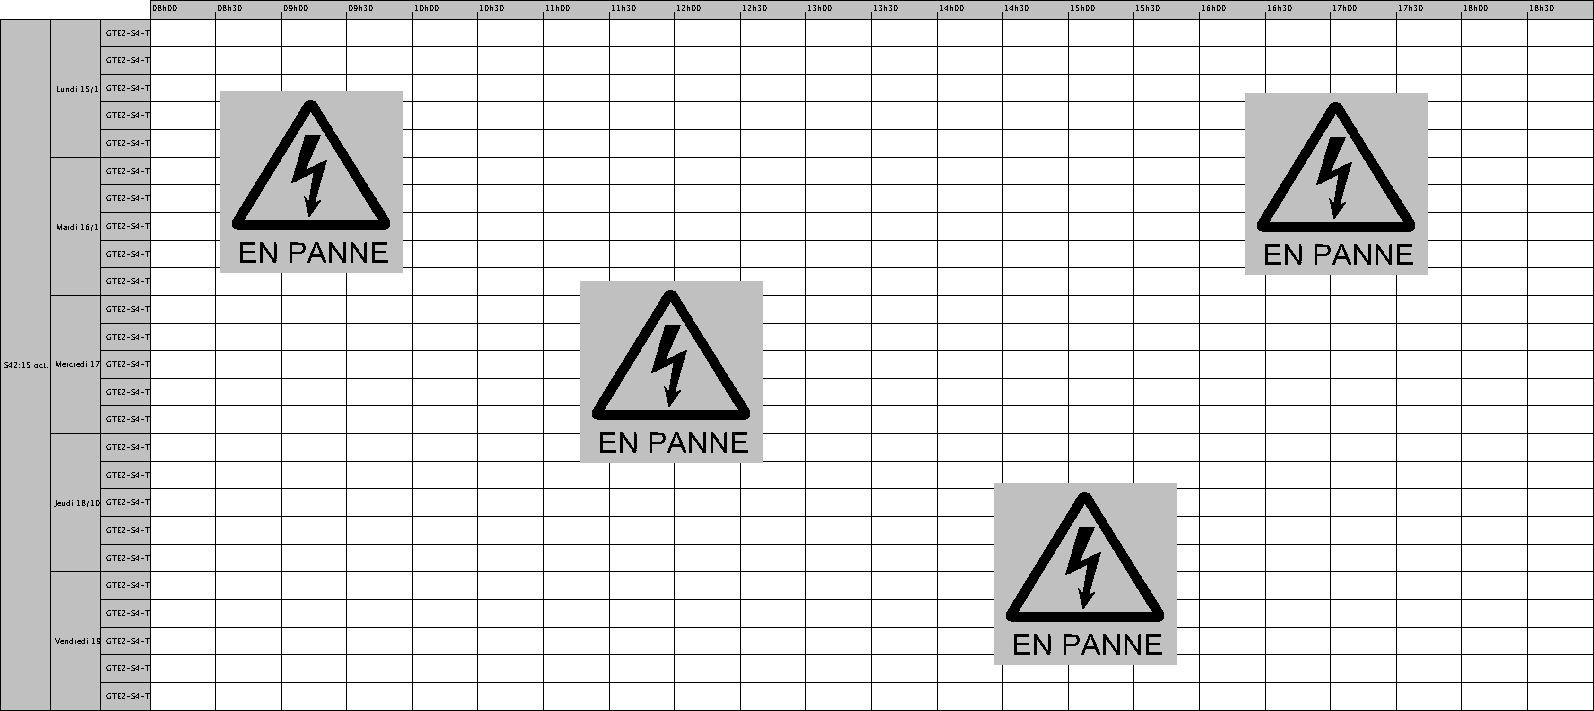 08h00 08h30 09h00 09h30 10h00 10h30 11h00 11h30 12h00 12h30 13h00 13h30 14h00 14h30 15h00 15h30 16h00 16h30 17h00 17h30 18h00 18h30
S42:15 oct.
Lundi 15/1
GTE2-S4-T
GTE2-S4-T
GTE2-S4-T
GTE2-S4-T
GTE2-S4-T
Mardi 16/1
GTE2-S4-T
GTE2-S4-T
GTE2-S4-T
GTE2-S4-T
GTE2-S4-T
Mercredi 17
GTE2-S4-T
GTE2-S4-T
GTE2-S4-T
GTE2-S4-T
GTE2-S4-T
Jeudi 18/10
GTE2-S4-T
GTE2-S4-T
GTE2-S4-T
GTE2-S4-T
GTE2-S4-T
Vendredi 19
GTE2-S4-T
GTE2-S4-T
GTE2-S4-T
GTE2-S4-T
GTE2-S4-T
EN PANNE
EN PANNE
EN PANNE
EN PANNE